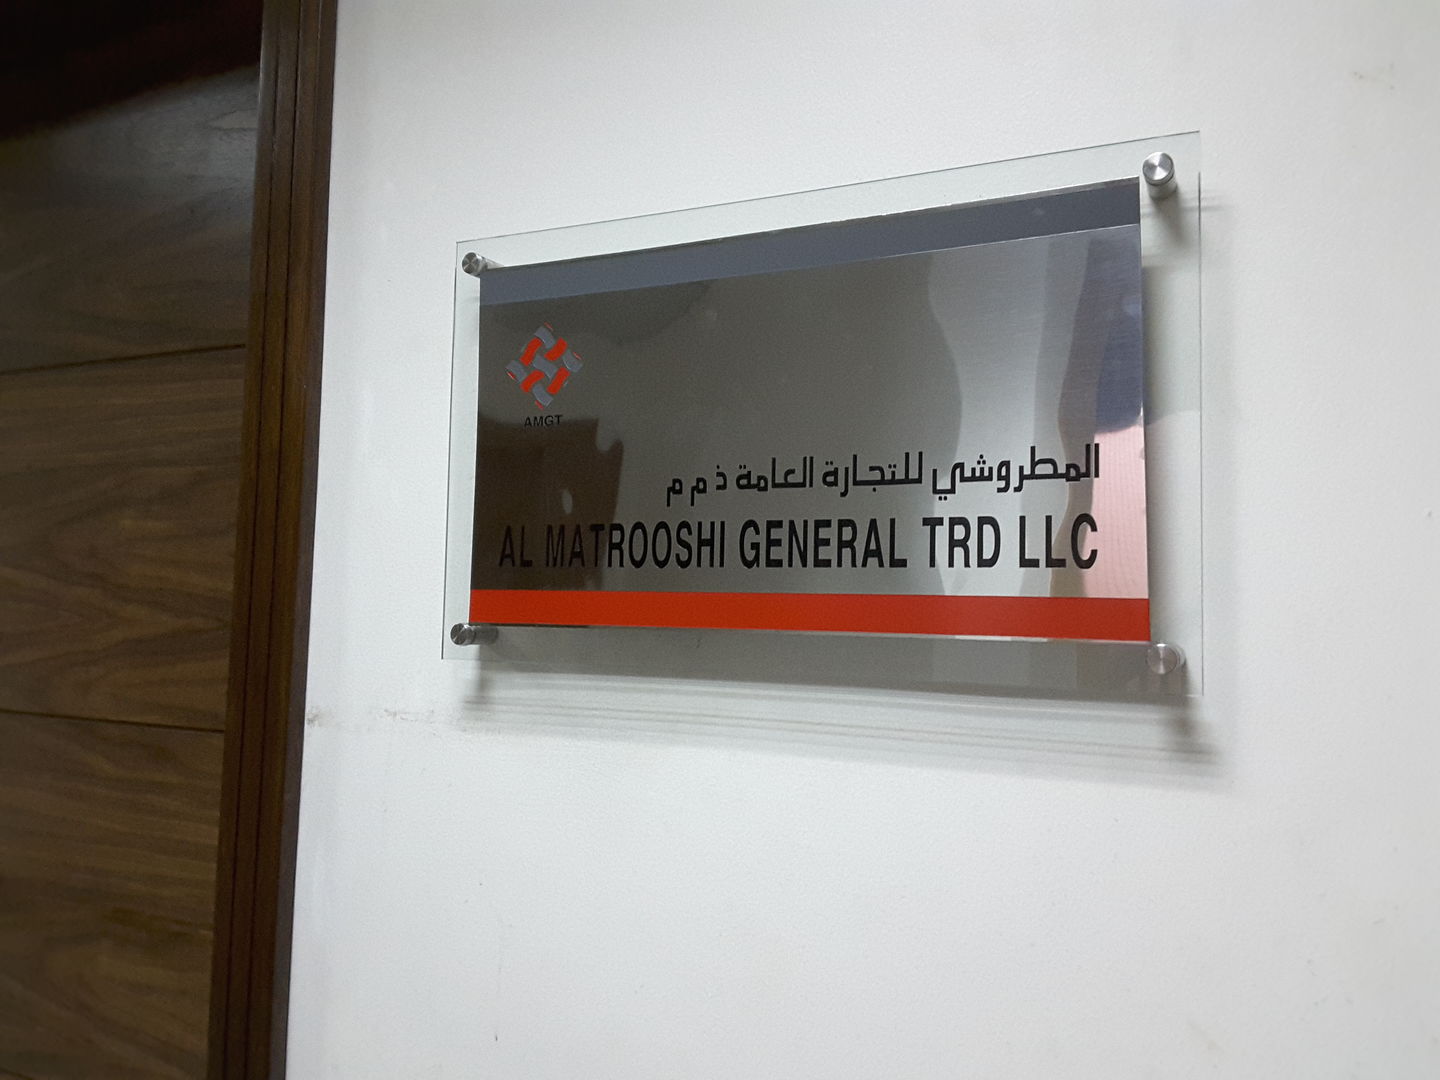 AMGT
المطروشي للتجارة العامة ذ م م
AL MATROOSHI GENERAL TRD LLC